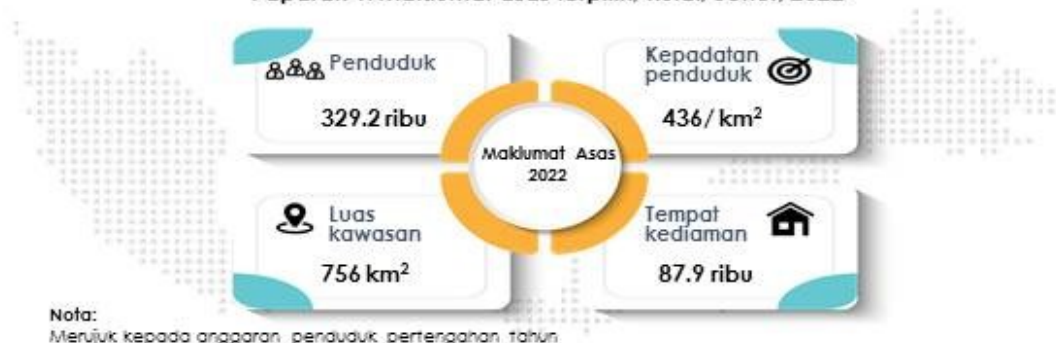 Penduduk
329.2 ribu
Kepadatan
penduduk
436/ km²
Maklumat Asas
2022
Luas
kawasan
756 km²
Tempat
kediaman
87.9 ribu
Nota:
Merujuk kepada anggaran penduduk pertengahan tahun